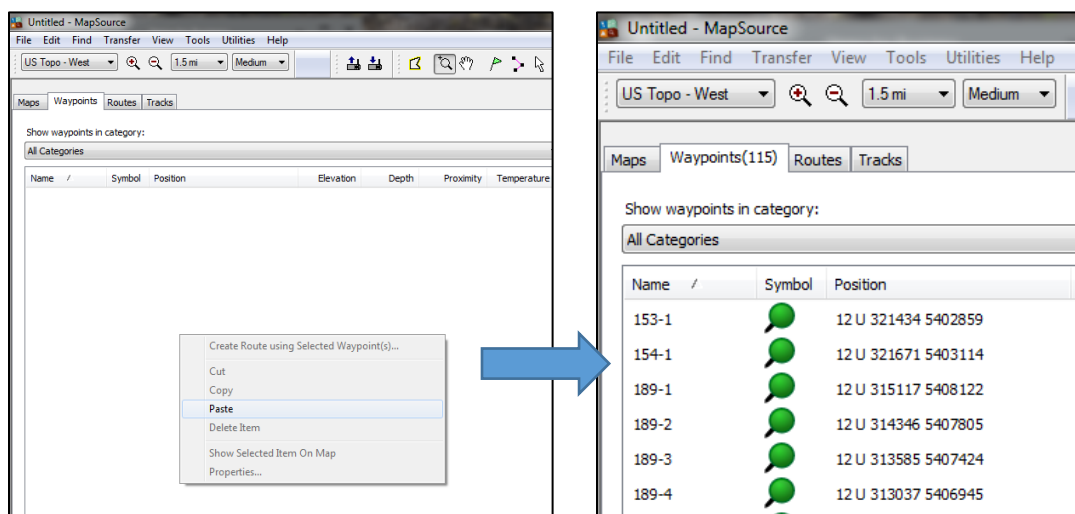 Untitled - MapSource
File Edit Find Transfer View Tools Utilities Help
US Topo - West 1.5 mi Medium
Maps Waypoints Routes Tracks
Show waypoints in category:
All Categories
Name / Symbol Position Elevation Depth Proximity Temperature
Create Route using Selected Waypoint(s)...
Cut
Copy
Paste
Delete Item
Show Selected Item On Map
Properties...
Untitled - MapSource
File Edit Find Transfer View Tools Utilities Help
US Topo - West 1.5 mi Medium
Maps Waypoints(115) Routes Tracks
Show waypoints in category:
All Categories
Name / Symbol Position
153-1 12 U 321434 5402859
154-1 12 U 321671 5403114
189-1 12 U 315117 5408122
189-2 12 U 314346 5407805
189-3 12 U 313585 5407424
189-4 12 U 313037 5406945